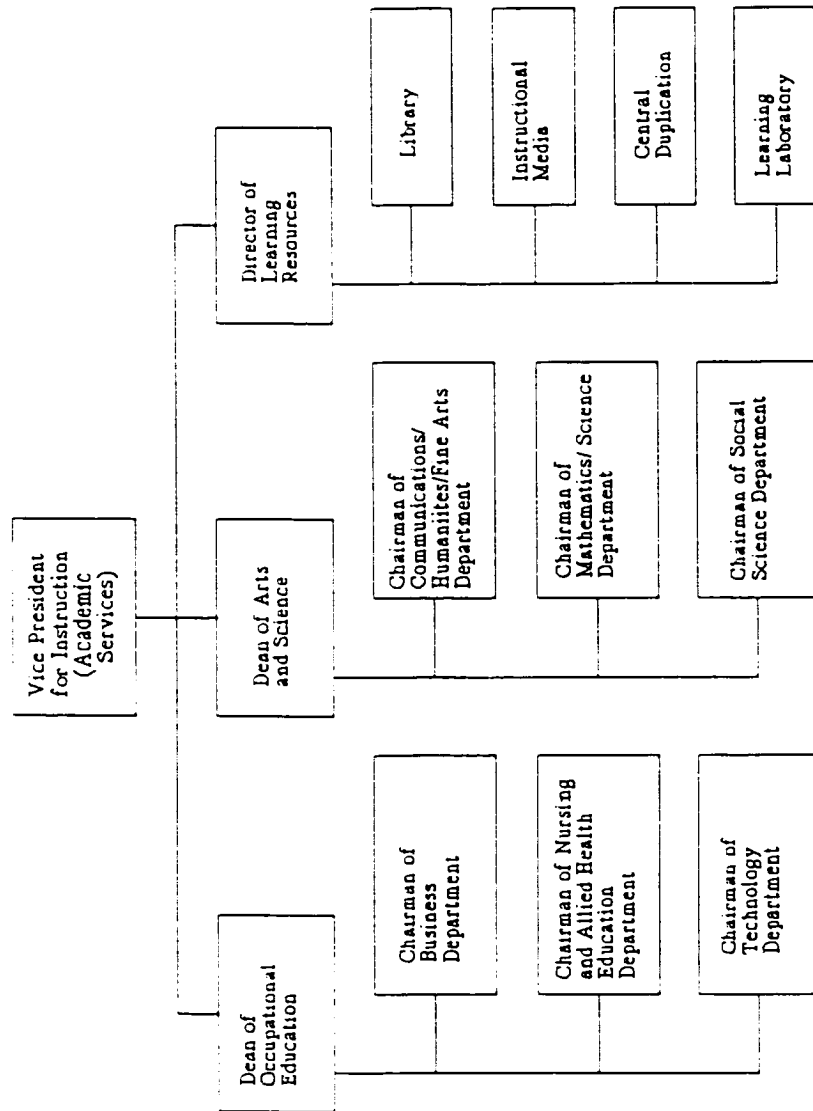 Vice President
for Instruction
(Academic
Services)
Dean of
Occupational
Education
Chairman of
Business
Department
Chairman of Nursing
and Allied Health
Education
Department
Chairman of
Technology
Department
Dean of Arts
and Science
Chairman of
Communications/
Humaniites/Fine Arts
Department
Chairman of
Mathematics/ Science
Department
Chairman of Social
Science Department
Director of
Learning
Resources
Library
Instructional
Media
Central
Duplication
Learning
Laboratory